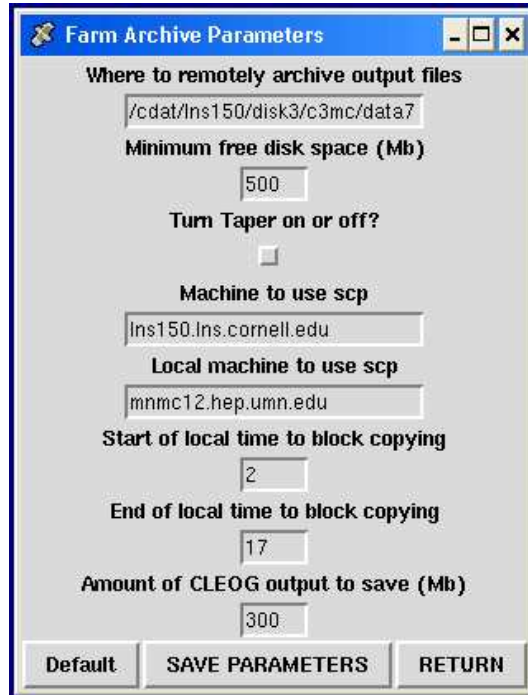 Farm Archive Parameters
Where to remotely archive output files
/cdat/lns150/disk3/c3mc/data7
Minimum free disk space (Mb)
500
Turn Taper on or off?
Machine to use scp
lns150.lns.cornell.edu
Local machine to use scp
mnmc12.hep.umn.edu
Start of local time to block copying
2
End of local time to block copying
17
Amount of CLEOG output to save (Mb)
300
Default SAVE PARAMETERS RETURN